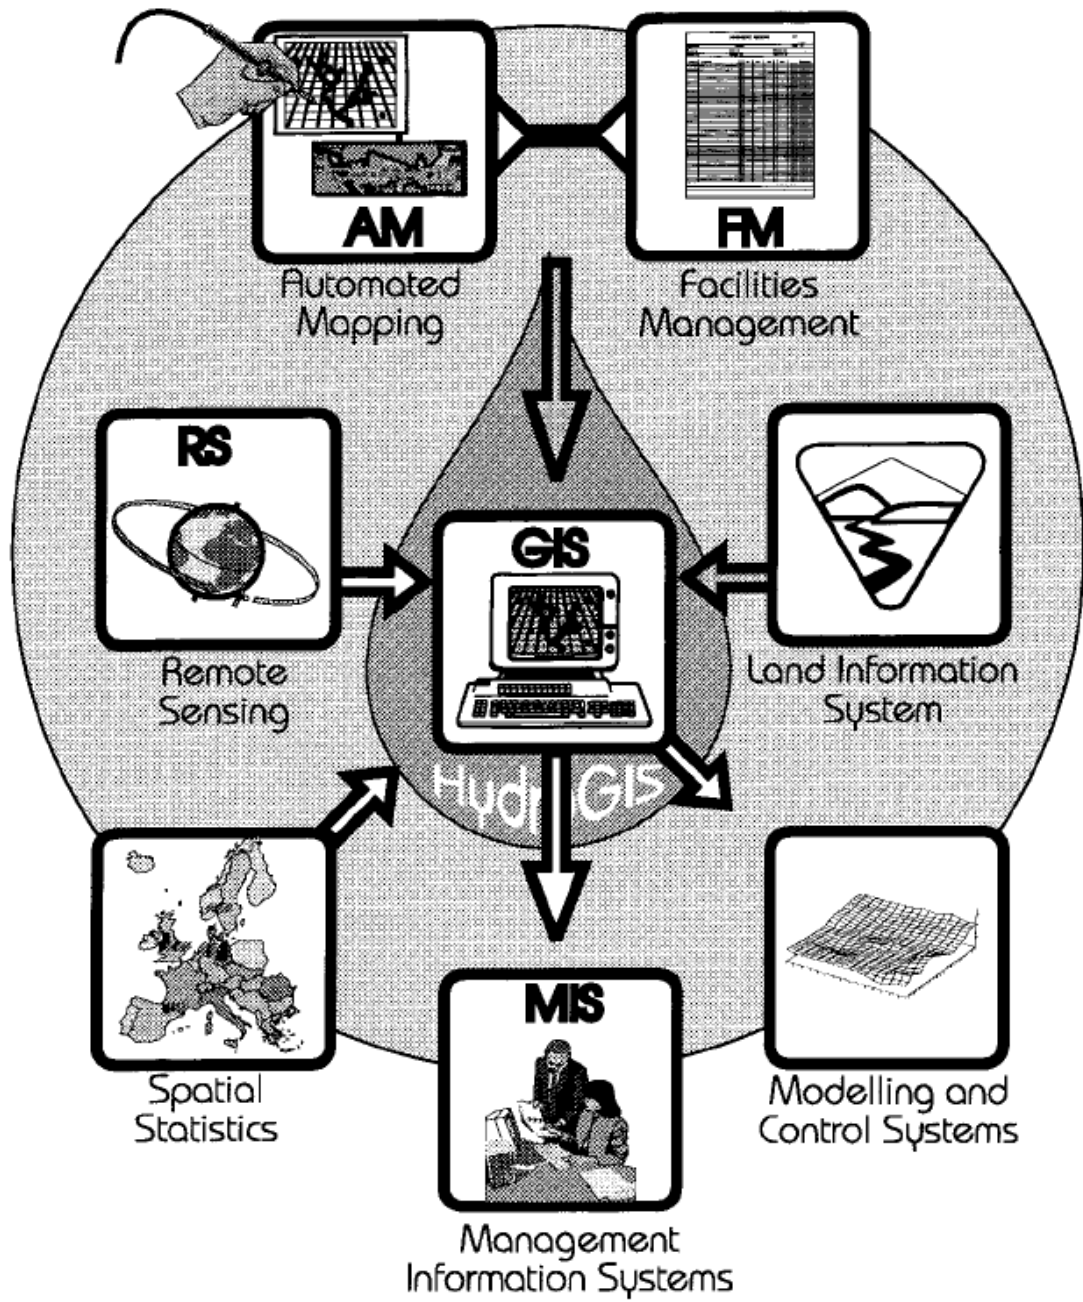 AM
FM
Automated
Mapping
Facilities
Management
RS
GIS
Remote
Sensing
Land Information
System
GIS
MIS
Spatial
Statistics
Modelling and
Control Systems
Management
Information Systems